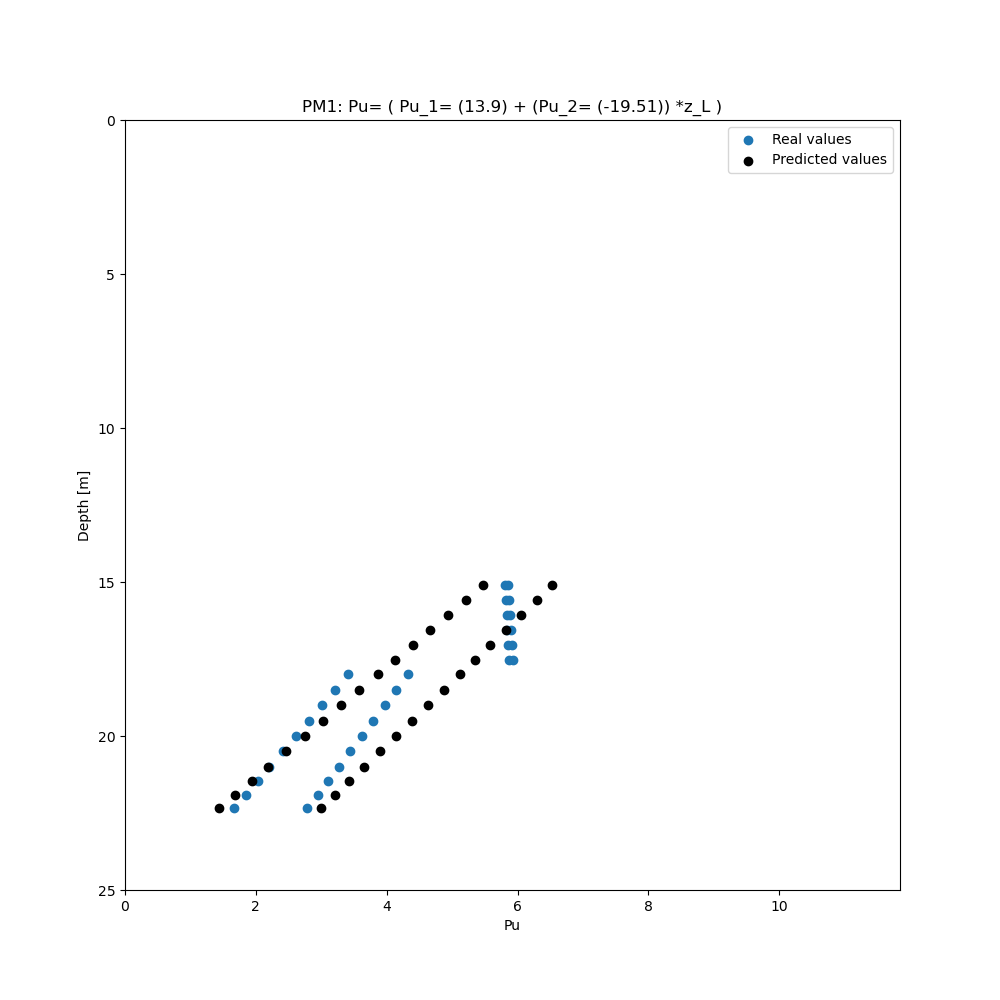 PM1: Pu= ( Pu_1= (13.9) + (Pu_2= (-19.51)) *z_L )
Real values
Predicted values
0
5
10
15
20
25
Depth [m]
0 2 4 6 8 10
Pu